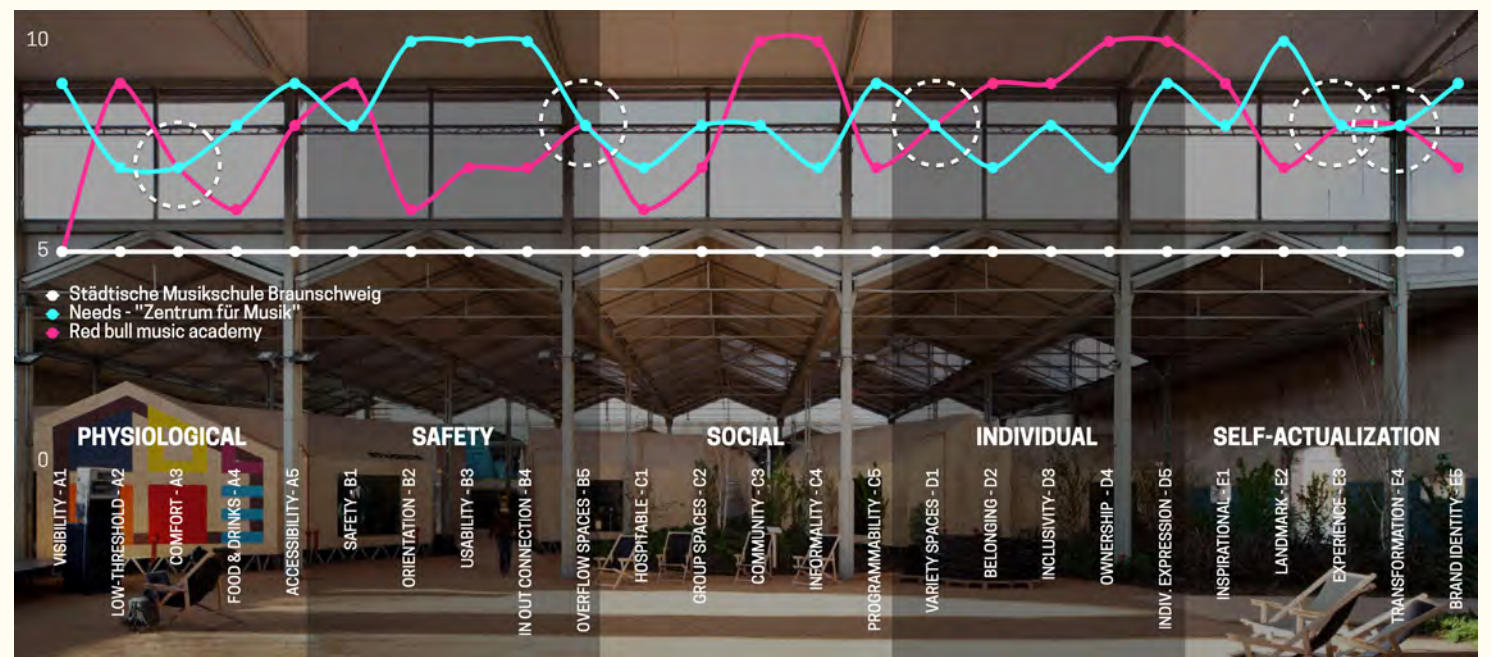 10
5
Städtische Musikschule Braunschweig
Needs - "Zentrum für Musik"
Red bull music academy
PHYSIOLOGICAL
SAFETY
SOCIAL
INDIVIDUAL
SELF-ACTUALIZATION
0
VISIBILITY - A1
LOW-THRESHOLD - A2
COMFORT - A3
FOOD & DRINKS - A4
ACCESSIBILITY - A5
SAFETY - B1
ORIENTATION - B2
USABILITY - B3
IN OUT CONNECTION - B4
OVERFLOW SPACES - B5
HOSPITABLE - C1
GROUP SPACES - C2
COMMUNITY - C3
INFORMALITY - C4
PROGRAMMABILITY - C5
VARIETY SPACES - D1
BELONGING - D2
INCLUSIVITY- D3
OWNERSHIP - D4
INDIV. EXPRESSION - D5
INSPIRATIONAL - E1
LANDMARK - E2
EXPERIENCE - E3
TRANSFORMATION - E4
BRAND IDENTITY - E5